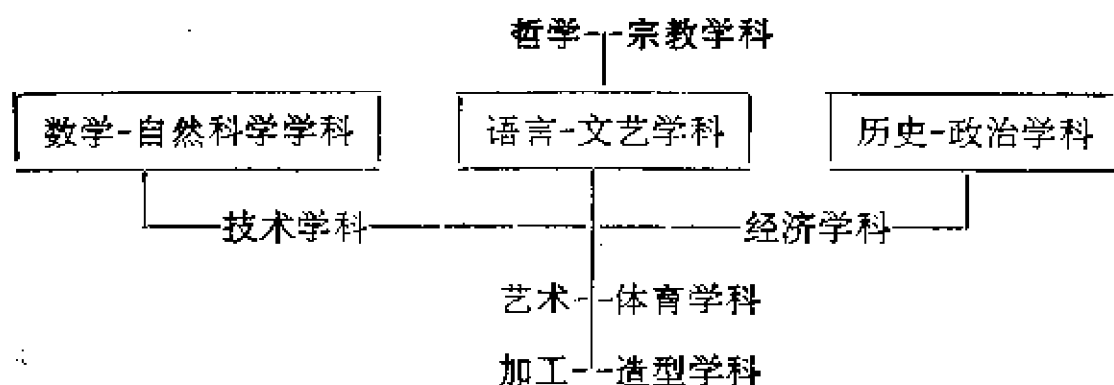 哲学--宗教学科
数学-自然科学学科 语言-文艺学科 历史-政治学科
技术学科 经济学科
艺术--体育学科
加工--造型学科